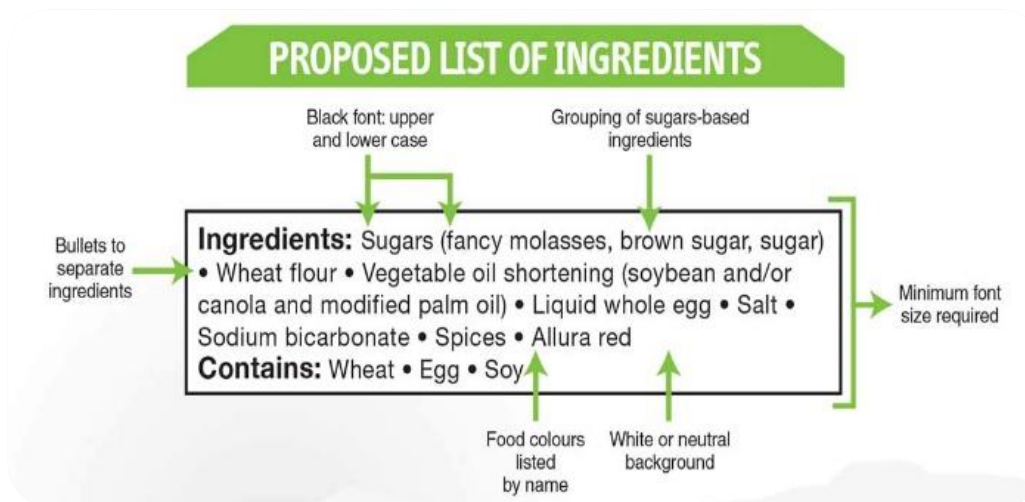 PROPOSED LIST OF INGREDIENTS
Black font: upper
and lower case
Grouping of sugars-based
ingredients
Bullets to
separate
ingredients
Ingredients: Sugars (fancy molasses, brown sugar, sugar)
• Wheat flour • Vegetable oil shortening (soybean and/or
canola and modified palm oil) • Liquid whole egg • Salt •
Sodium bicarbonate • Spices • Allura red
Contains: Wheat • Egg • Soy
Minimum font
size required
Food colours
listed
by name
White or neutral
background